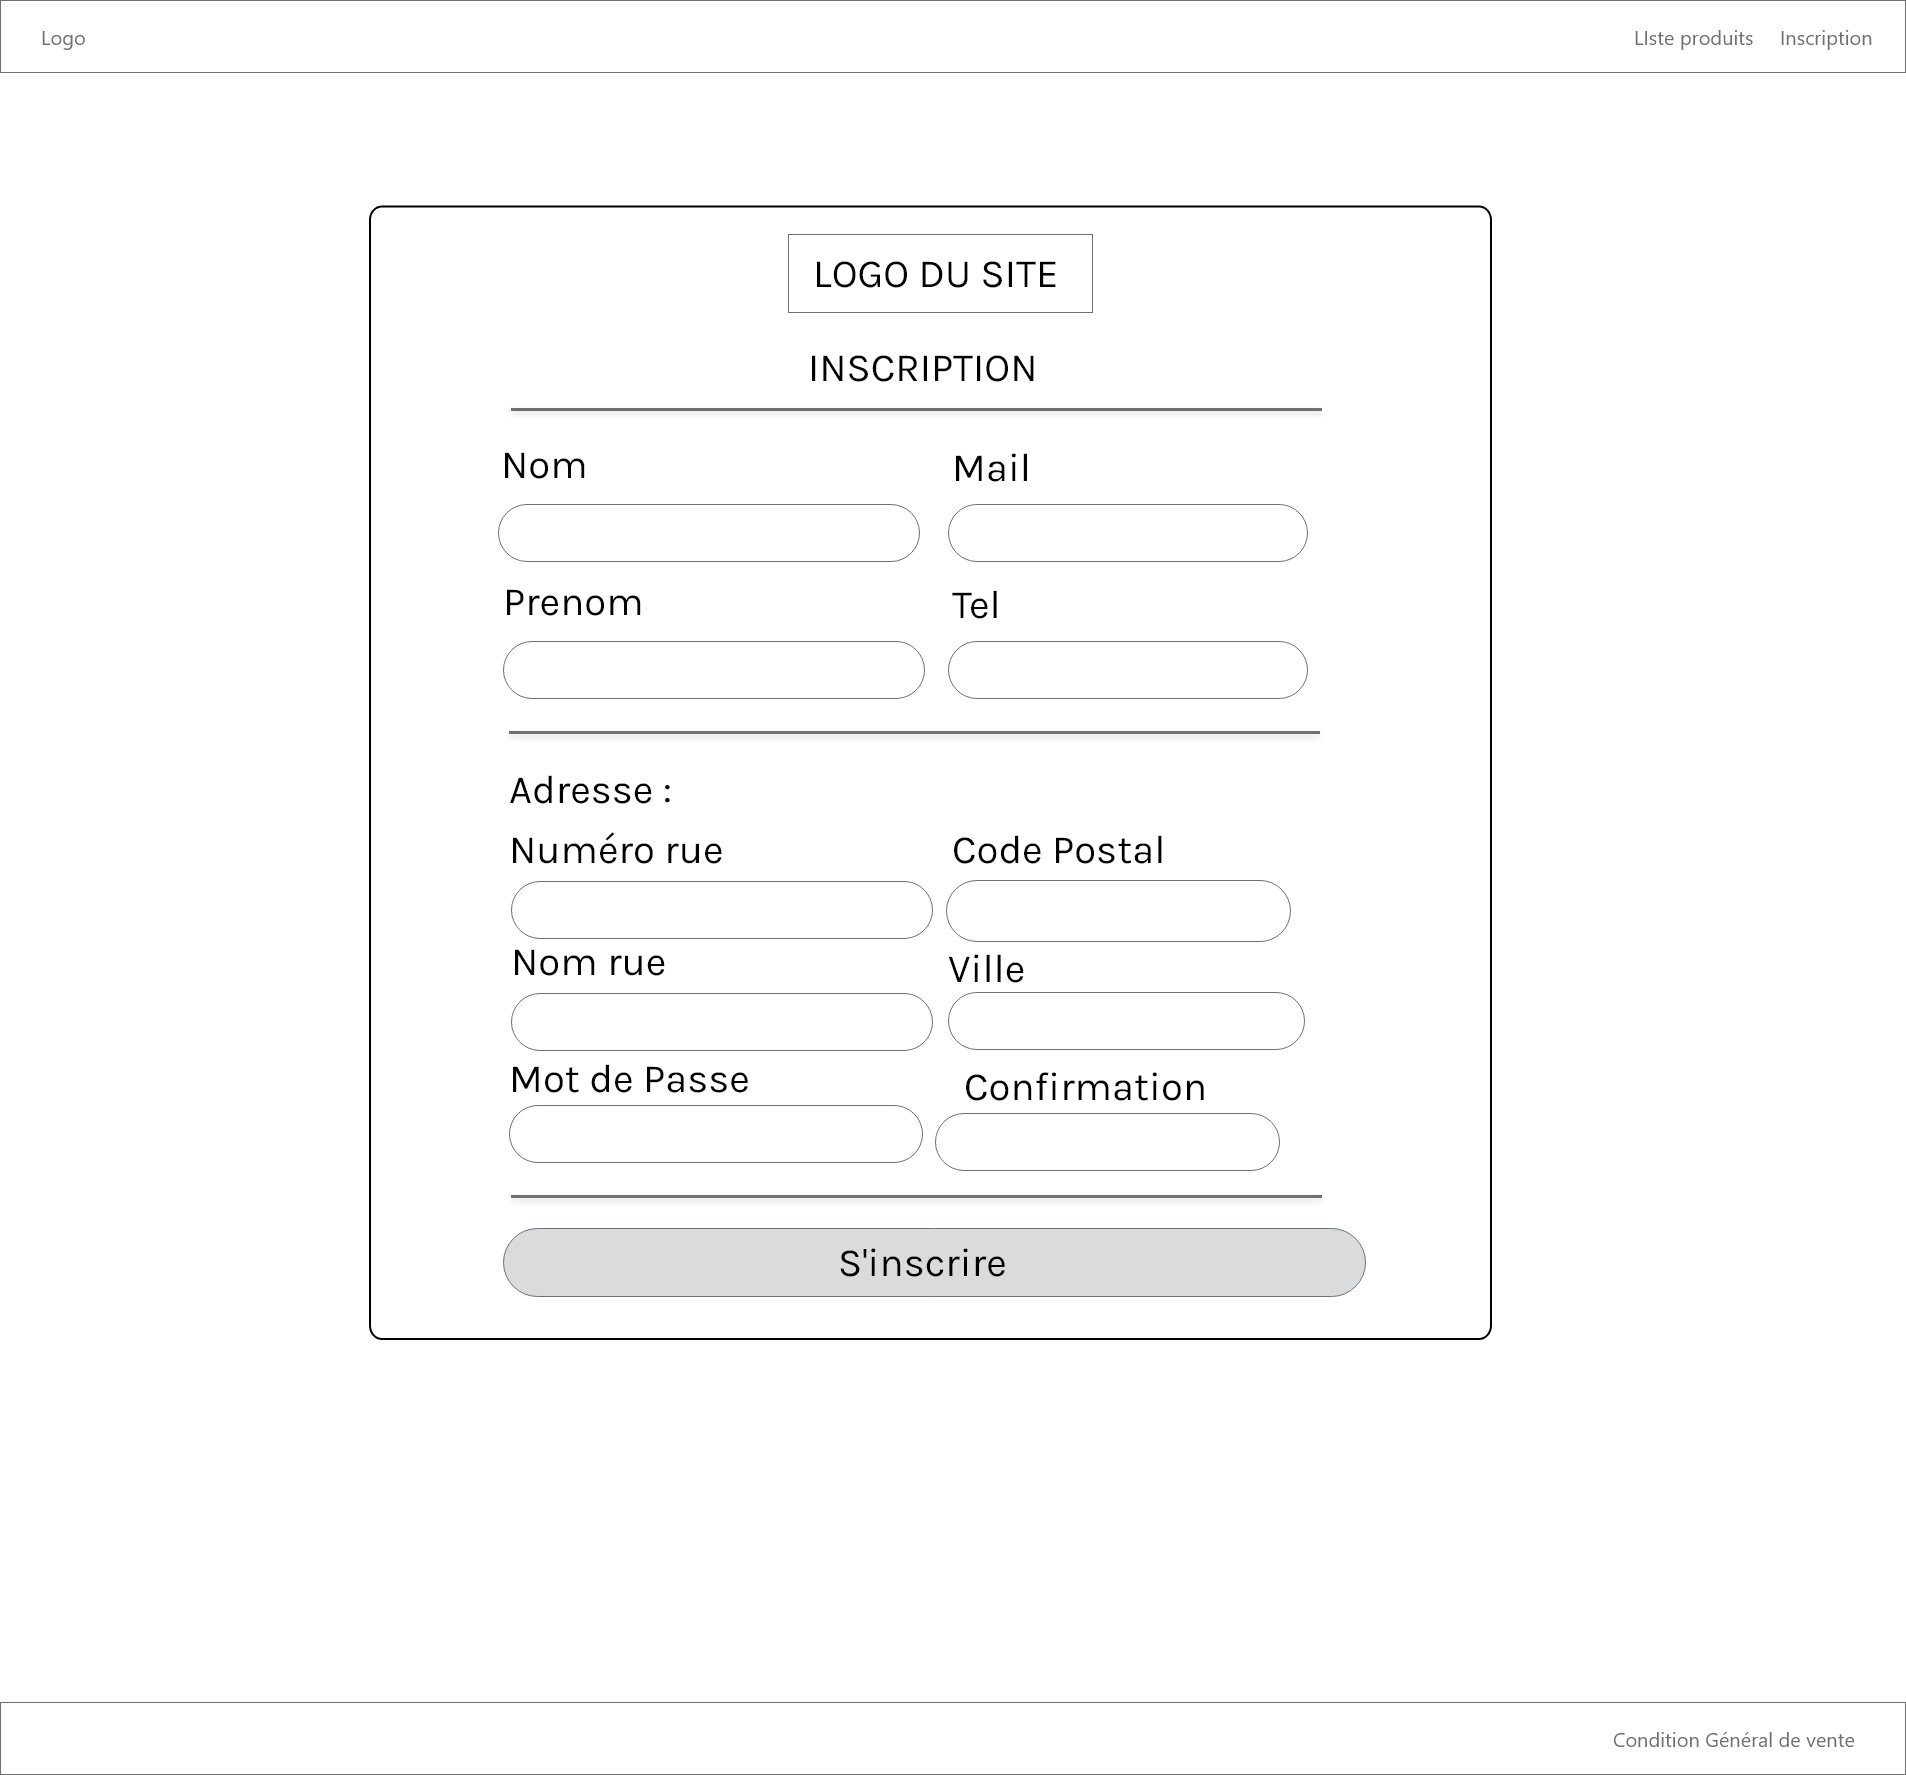 Logo
LIste produits
Inscription
LOGO DU SITE
INSCRIPTION
Nom
Mail
Prenom
Tel
Adresse :
Numéro rue
Code Postal
Nom rue
Ville
Mot de Passe
Confirmation
S'inscrire
Condition Général de vente